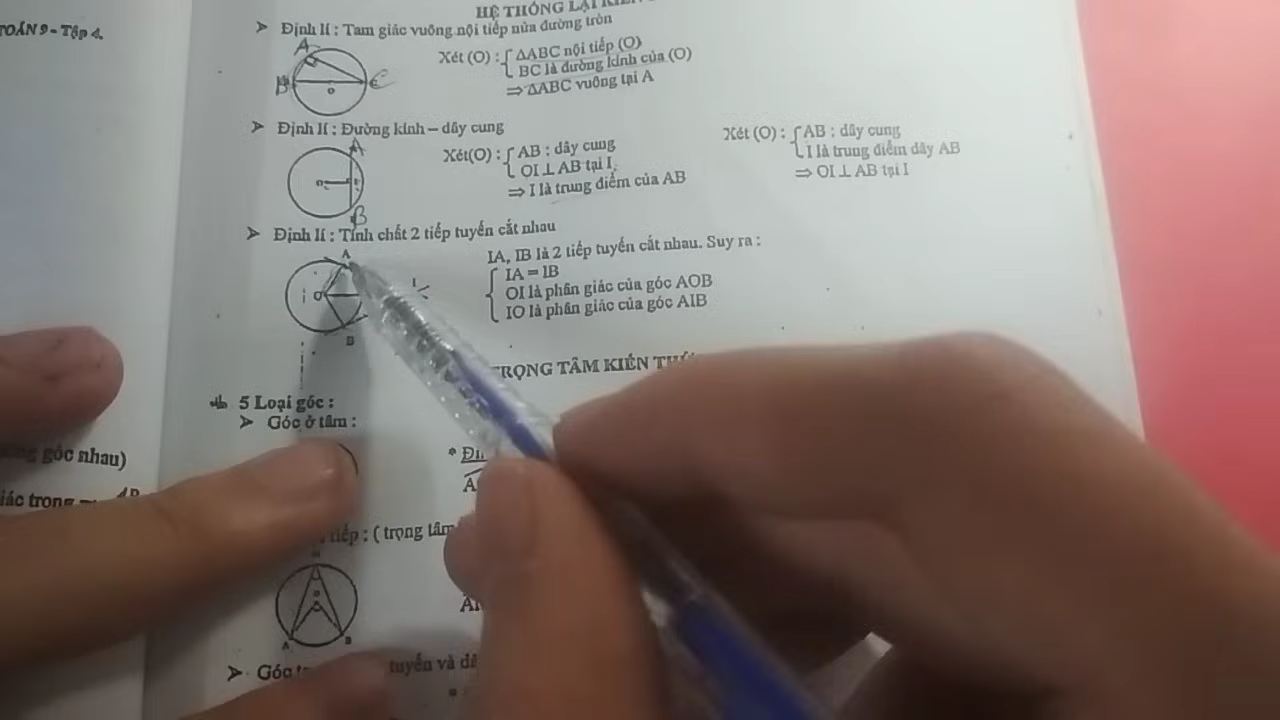 TOÁN 9 - Tập 4.
HỆ THỐNG LẠI
➤ Định lí : Tam giác vuông nội tiếp nửa đường tròn
A
B
C
O
Xét (O) : { ΔABC nội tiếp (O)
BC là đường kính của (O)
⇒ ΔABC vuông tại A
➤ Định lí : Đường kính – dây cung
A
O
I
B
Xét(O) : { AB : dây cung
OI ⊥ AB tại I.
⇒ I là trung điểm của AB
Xét (O) : { AB : dây cung
I là trung điểm dây AB
⇒ OI ⊥ AB tại I
➤ Định lí : Tính chất 2 tiếp tuyến cắt nhau
A
O
I
B
IA, IB là 2 tiếp tuyến cắt nhau. Suy ra :
{ IA = IB
OI là phân giác của góc AOB
IO là phân giác của góc AIB
TRỌNG TÂM KIẾN
5 Loại góc :
➤ Góc ở tâm :
góc nhau)
trong
: ( trọng tâm
O
A
B
➤ Góc
tuyến và